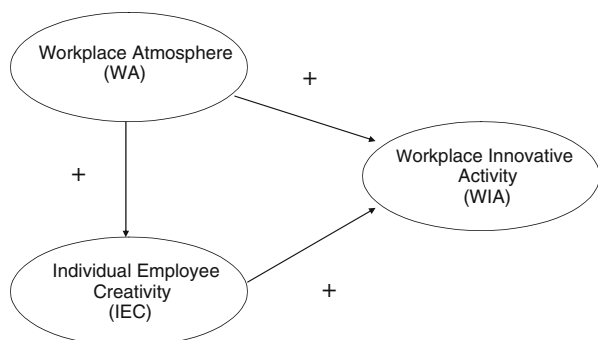 Workplace Atmosphere
(WA)
+
Workplace Innovative
Activity
(WIA)
+
Individual Employee
Creativity
(IEC)
+